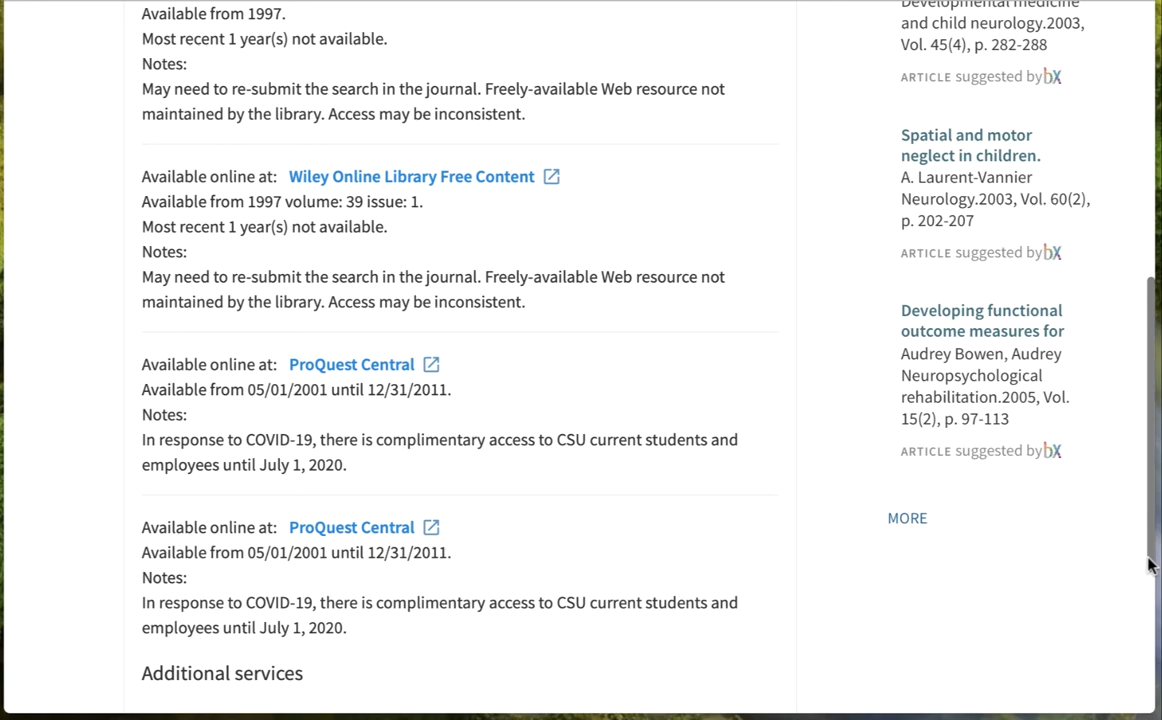 Available from 1997.
Most recent 1 year(s) not available.
Notes:
May need to re-submit the search in the journal. Freely-available Web resource not
maintained by the library. Access may be inconsistent.
Available online at: Wiley Online Library Free Content
Available from 1997 volume: 39 issue: 1.
Most recent 1 year(s) not available.
Notes:
May need to re-submit the search in the journal. Freely-available Web resource not
maintained by the library. Access may be inconsistent.
Available online at: ProQuest Central
Available from 05/01/2001 until 12/31/2011.
Notes:
In response to COVID-19, there is complimentary access to CSU current students and
employees until July 1, 2020.
Available online at: ProQuest Central
Available from 05/01/2001 until 12/31/2011.
Notes:
In response to COVID-19, there is complimentary access to CSU current students and
employees until July 1, 2020.
Additional services
Developmental medicine
and child neurology.2003,
Vol. 45(4), p. 282-288
ARTICLE suggested by bX
Spatial and motor
neglect in children.
A. Laurent-Vannier
Neurology.2003, Vol. 60(2),
p. 202-207
ARTICLE suggested by bX
Developing functional
outcome measures for
Audrey Bowen, Audrey
Neuropsychological
rehabilitation.2005, Vol.
15(2), p. 97-113
ARTICLE suggested by bX
MORE